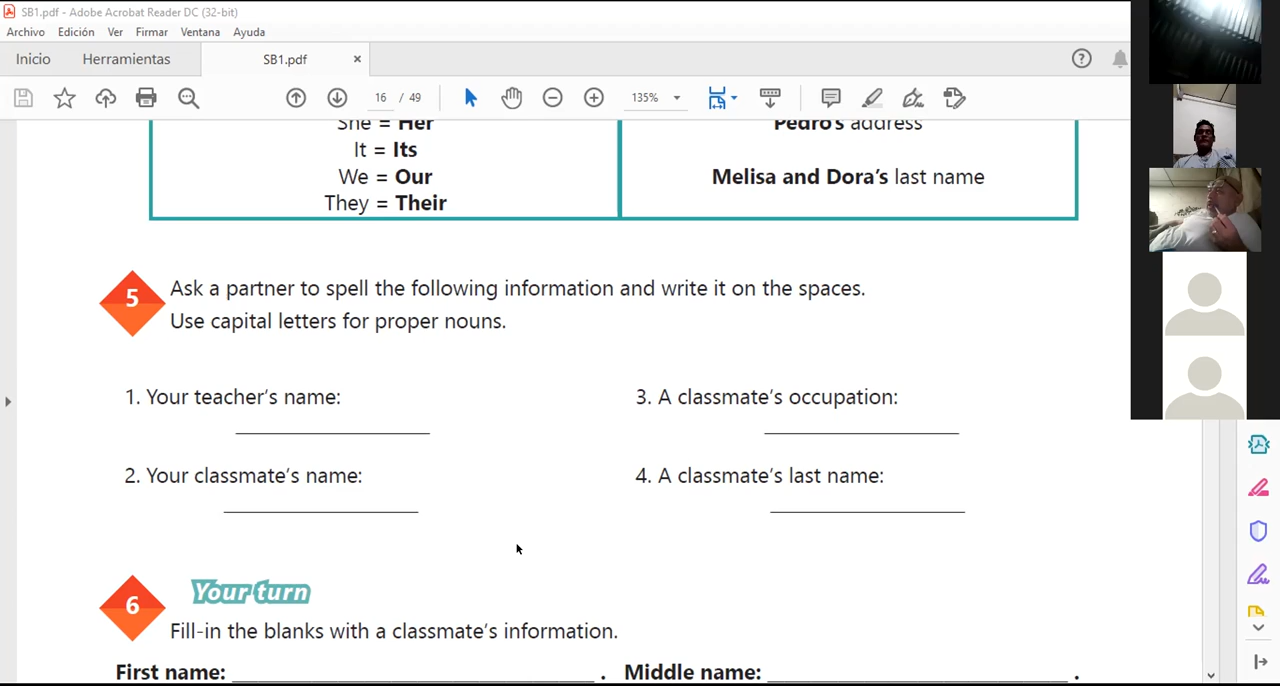 SB1.pdf - Adobe Acrobat Reader DC (32-bit)
Archivo Edición Ver Firmar Ventana Ayuda
Inicio Herramientas SB1.pdf ×
16 / 49 135%
She = Her
It = Its
We = Our
They = Their
Pedro's address
Melisa and Dora's last name
5 Ask a partner to spell the following information and write it on the spaces.
Use capital letters for proper nouns.
1. Your teacher's name:
3. A classmate's occupation:
2. Your classmate's name:
4. A classmate's last name:
6 Your turn
Fill-in the blanks with a classmate's information.
First name: ______ . Middle name: ______ .